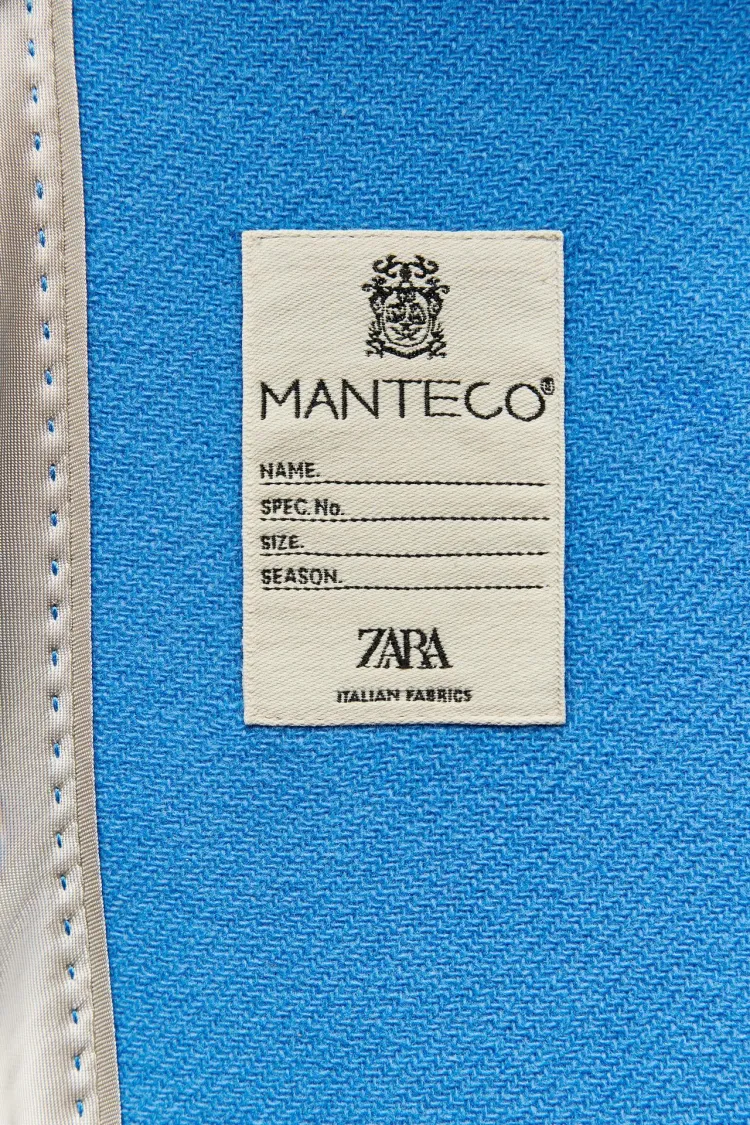 MANTECO®
NAME.
SPEC. No.
SIZE.
SEASON.
ZARA
ITALIAN FABRICS